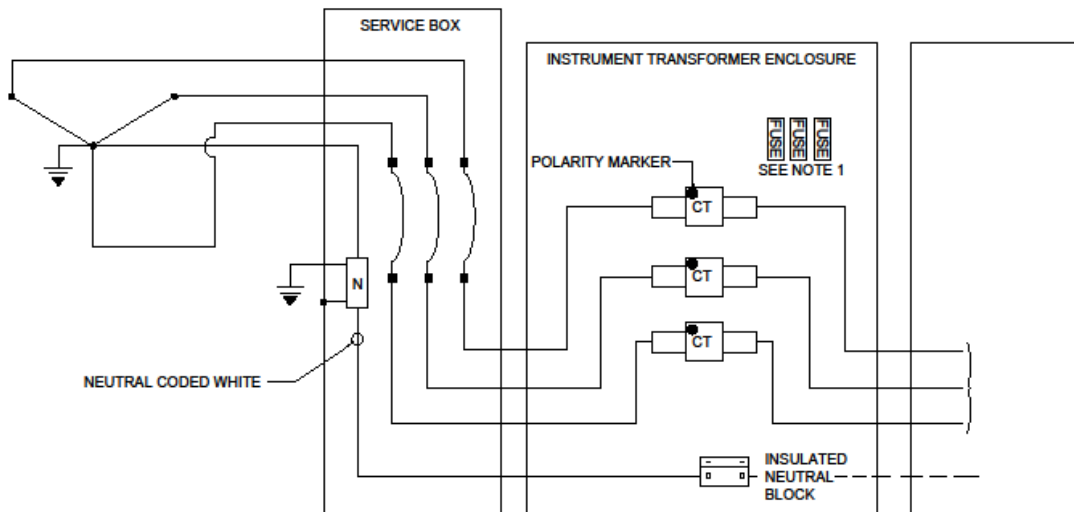 SERVICE BOX
INSTRUMENT TRANSFORMER ENCLOSURE
FUSE
FUSE
FUSE
SEE NOTE 1
POLARITY MARKER
CT
CT
CT
N
NEUTRAL CODED WHITE
INSULATED
NEUTRAL
BLOCK